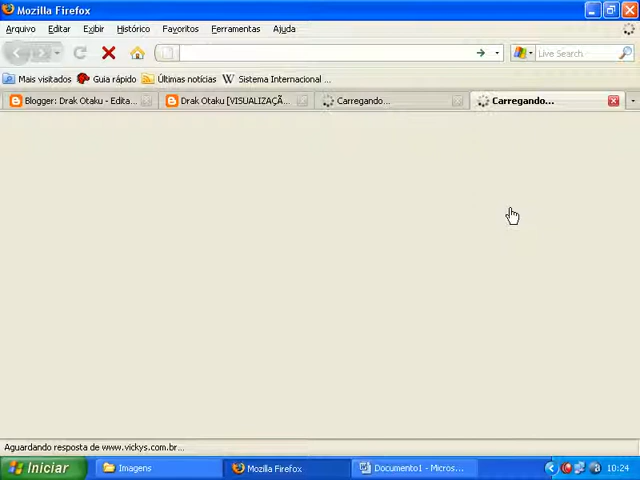 Mozilla Firefox
Arquivo Editar Exibir Histórico Favoritos Ferramentas Ajuda
Live Search
Mais visitados Guia rápido Últimas notícias W Sistema Internacional ...
Blogger: Drak Otaku - Edita... Drak Otaku [VISUALIZAÇÃ... Carregando... Carregando...
Aguardando resposta de www.vickys.com.br...
Iniciar Imagens Mozilla Firefox Documento1 - Micros... 10:24